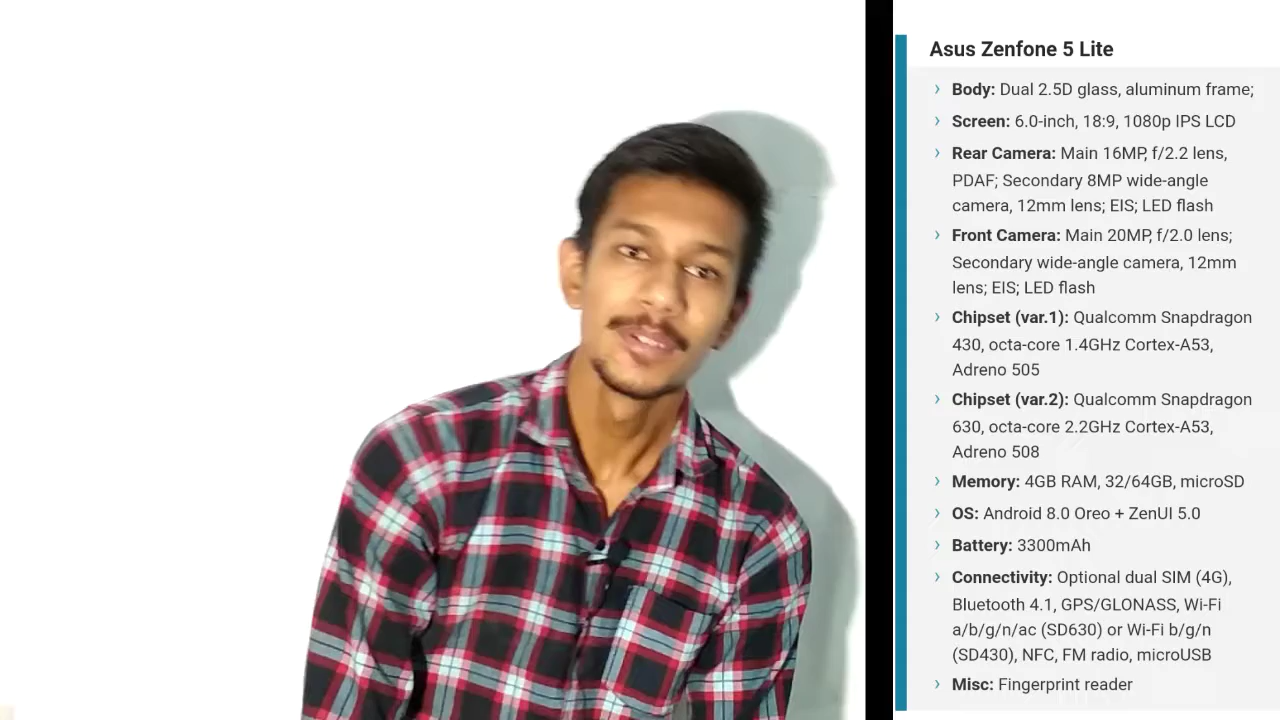 Asus Zenfone 5 Lite
Body: Dual 2.5D glass, aluminum frame;
Screen: 6.0-inch, 18:9, 1080p IPS LCD
Rear Camera: Main 16MP, f/2.2 lens,
PDAF; Secondary 8MP wide-angle
camera, 12mm lens; EIS; LED flash
Front Camera: Main 20MP, f/2.0 lens;
Secondary wide-angle camera, 12mm
lens; EIS; LED flash
Chipset (var.1): Qualcomm Snapdragon
430, octa-core 1.4GHz Cortex-A53,
Adreno 505
Chipset (var.2): Qualcomm Snapdragon
630, octa-core 2.2GHz Cortex-A53,
Adreno 508
Memory: 4GB RAM, 32/64GB, microSD
OS: Android 8.0 Oreo + ZenUI 5.0
Battery: 3300mAh
Connectivity: Optional dual SIM (4G),
Bluetooth 4.1, GPS/GLONASS, Wi-Fi
a/b/g/n/ac (SD630) or Wi-Fi b/g/n
(SD430), NFC, FM radio, microUSB
Misc: Fingerprint reader